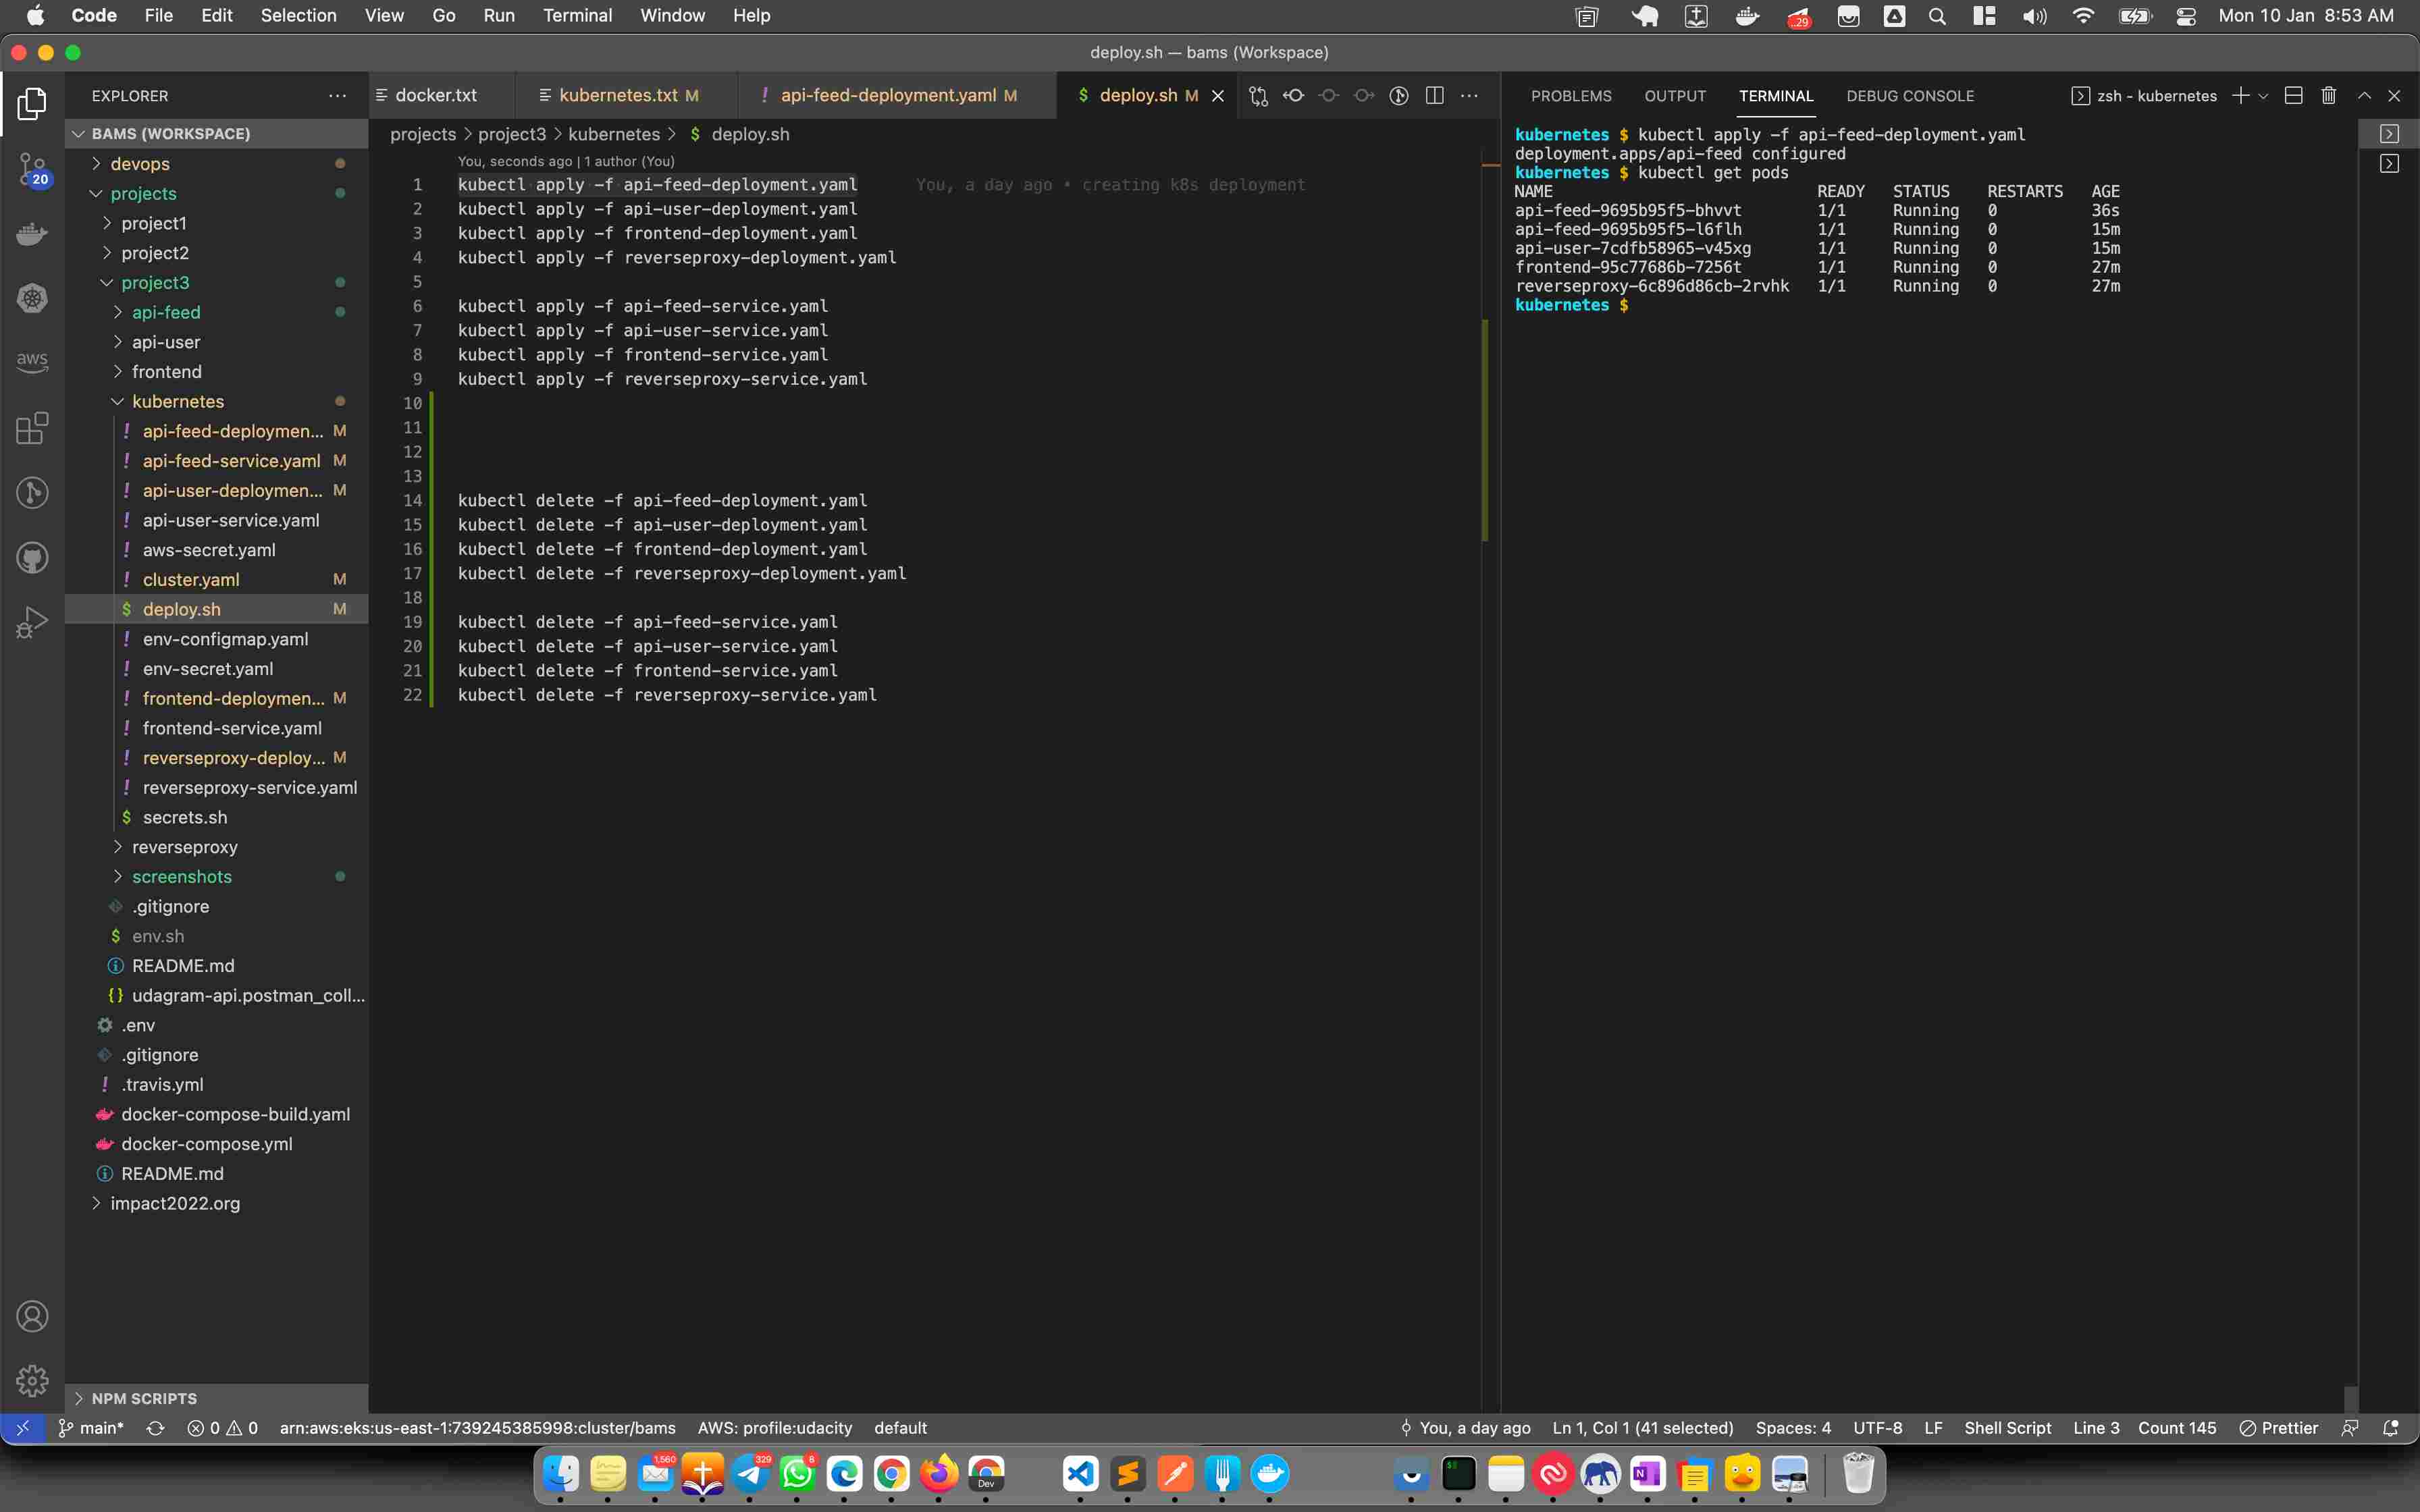 Code File Edit Selection View Go Run Terminal Window Help
.29
Mon 10 Jan 8:53 AM
deploy.sh — bams (Workspace)
EXPLORER
BAMS (WORKSPACE)
devops
projects
project1
project2
project3
api-feed
api-user
frontend
kubernetes
api-feed-deploymen... M
api-feed-service.yaml M
api-user-deploymen... M
api-user-service.yaml
aws-secret.yaml
cluster.yaml M
deploy.sh M
env-configmap.yaml
env-secret.yaml
frontend-deploymen... M
frontend-service.yaml
reverseproxy-deploy... M
reverseproxy-service.yaml
secrets.sh
reverseproxy
screenshots
.gitignore
env.sh
README.md
udagram-api.postman_coll...
.env
.gitignore
.travis.yml
docker-compose-build.yaml
docker-compose.yml
README.md
impact2022.org
NPM SCRIPTS
20
aws
docker.txt
kubernetes.txt M
api-feed-deployment.yaml M
deploy.sh M
projects > project3 > kubernetes > $ deploy.sh
You, seconds ago | 1 author (You)
1 kubectl apply -f api-feed-deployment.yaml You, a day ago • creating k8s deployment
2 kubectl apply -f api-user-deployment.yaml
3 kubectl apply -f frontend-deployment.yaml
4 kubectl apply -f reverseproxy-deployment.yaml
5
6 kubectl apply -f api-feed-service.yaml
7 kubectl apply -f api-user-service.yaml
8 kubectl apply -f frontend-service.yaml
9 kubectl apply -f reverseproxy-service.yaml
10
11
12
13
14 kubectl delete -f api-feed-deployment.yaml
15 kubectl delete -f api-user-deployment.yaml
16 kubectl delete -f frontend-deployment.yaml
17 kubectl delete -f reverseproxy-deployment.yaml
18
19 kubectl delete -f api-feed-service.yaml
20 kubectl delete -f api-user-service.yaml
21 kubectl delete -f frontend-service.yaml
22 kubectl delete -f reverseproxy-service.yaml
PROBLEMS OUTPUT TERMINAL DEBUG CONSOLE
zsh - kubernetes
kubernetes $ kubectl apply -f api-feed-deployment.yaml
deployment.apps/api-feed configured
kubernetes $ kubectl get pods
NAME READY STATUS RESTARTS AGE
api-feed-9695b95f5-bhvvt 1/1 Running 0 36s
api-feed-9695b95f5-l6flh 1/1 Running 0 15m
api-user-7cdfb58965-v45xg 1/1 Running 0 15m
frontend-95c77686b-7256t 1/1 Running 0 27m
reverseproxy-6c896d86cb-2rvhk 1/1 Running 0 27m
kubernetes $
main* 0 0 arn:aws:eks:us-east-1:739245385998:cluster/bams AWS: profile:udacity default
You, a day ago Ln 1, Col 1 (41 selected) Spaces: 4 UTF-8 LF Shell Script Line 3 Count 145 Prettier
1,560
329
8
Dev
$$
N